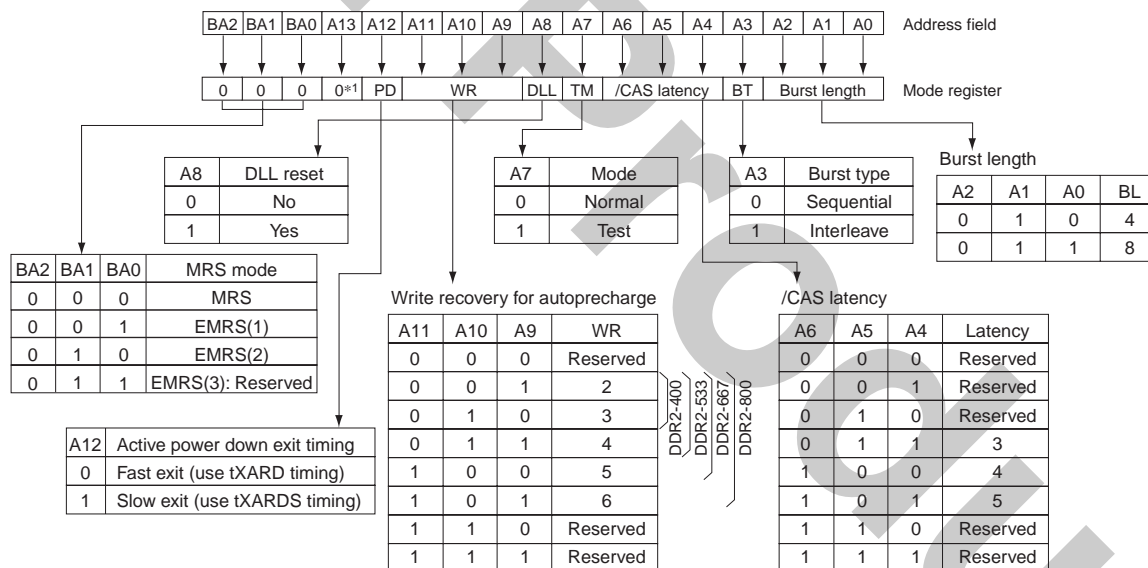 BA2 BA1 BA0 A13 A12 A11 A10 A9 A8 A7 A6 A5 A4 A3 A2 A1 A0 Address field
0 0 0 0*1 PD WR DLL TM /CAS latency BT Burst length Mode register
A8 DLL reset
0 No
1 Yes
A7 Mode
0 Normal
1 Test
A3 Burst type
0 Sequential
1 Interleave
Burst length
A2 A1 A0 BL
0 1 0 4
0 1 1 8
BA2 BA1 BA0 MRS mode
0 0 0 MRS
0 0 1 EMRS(1)
0 1 0 EMRS(2)
0 1 1 EMRS(3): Reserved
A12 Active power down exit timing
0 Fast exit (use tXARD timing)
1 Slow exit (use tXARDS timing)
Write recovery for autoprecharge
A11 A10 A9 WR
0 0 0 Reserved
0 0 1 2
0 1 0 3
0 1 1 4
1 0 0 5
1 0 1 6
1 1 0 Reserved
1 1 1 Reserved
DDR2-400
DDR2-533
DDR2-667
DDR2-800
/CAS latency
A6 A5 A4 Latency
0 0 0 Reserved
0 0 1 Reserved
0 1 0 Reserved
0 1 1 3
1 0 0 4
1 0 1 5
1 1 0 Reserved
1 1 1 Reserved
Produ